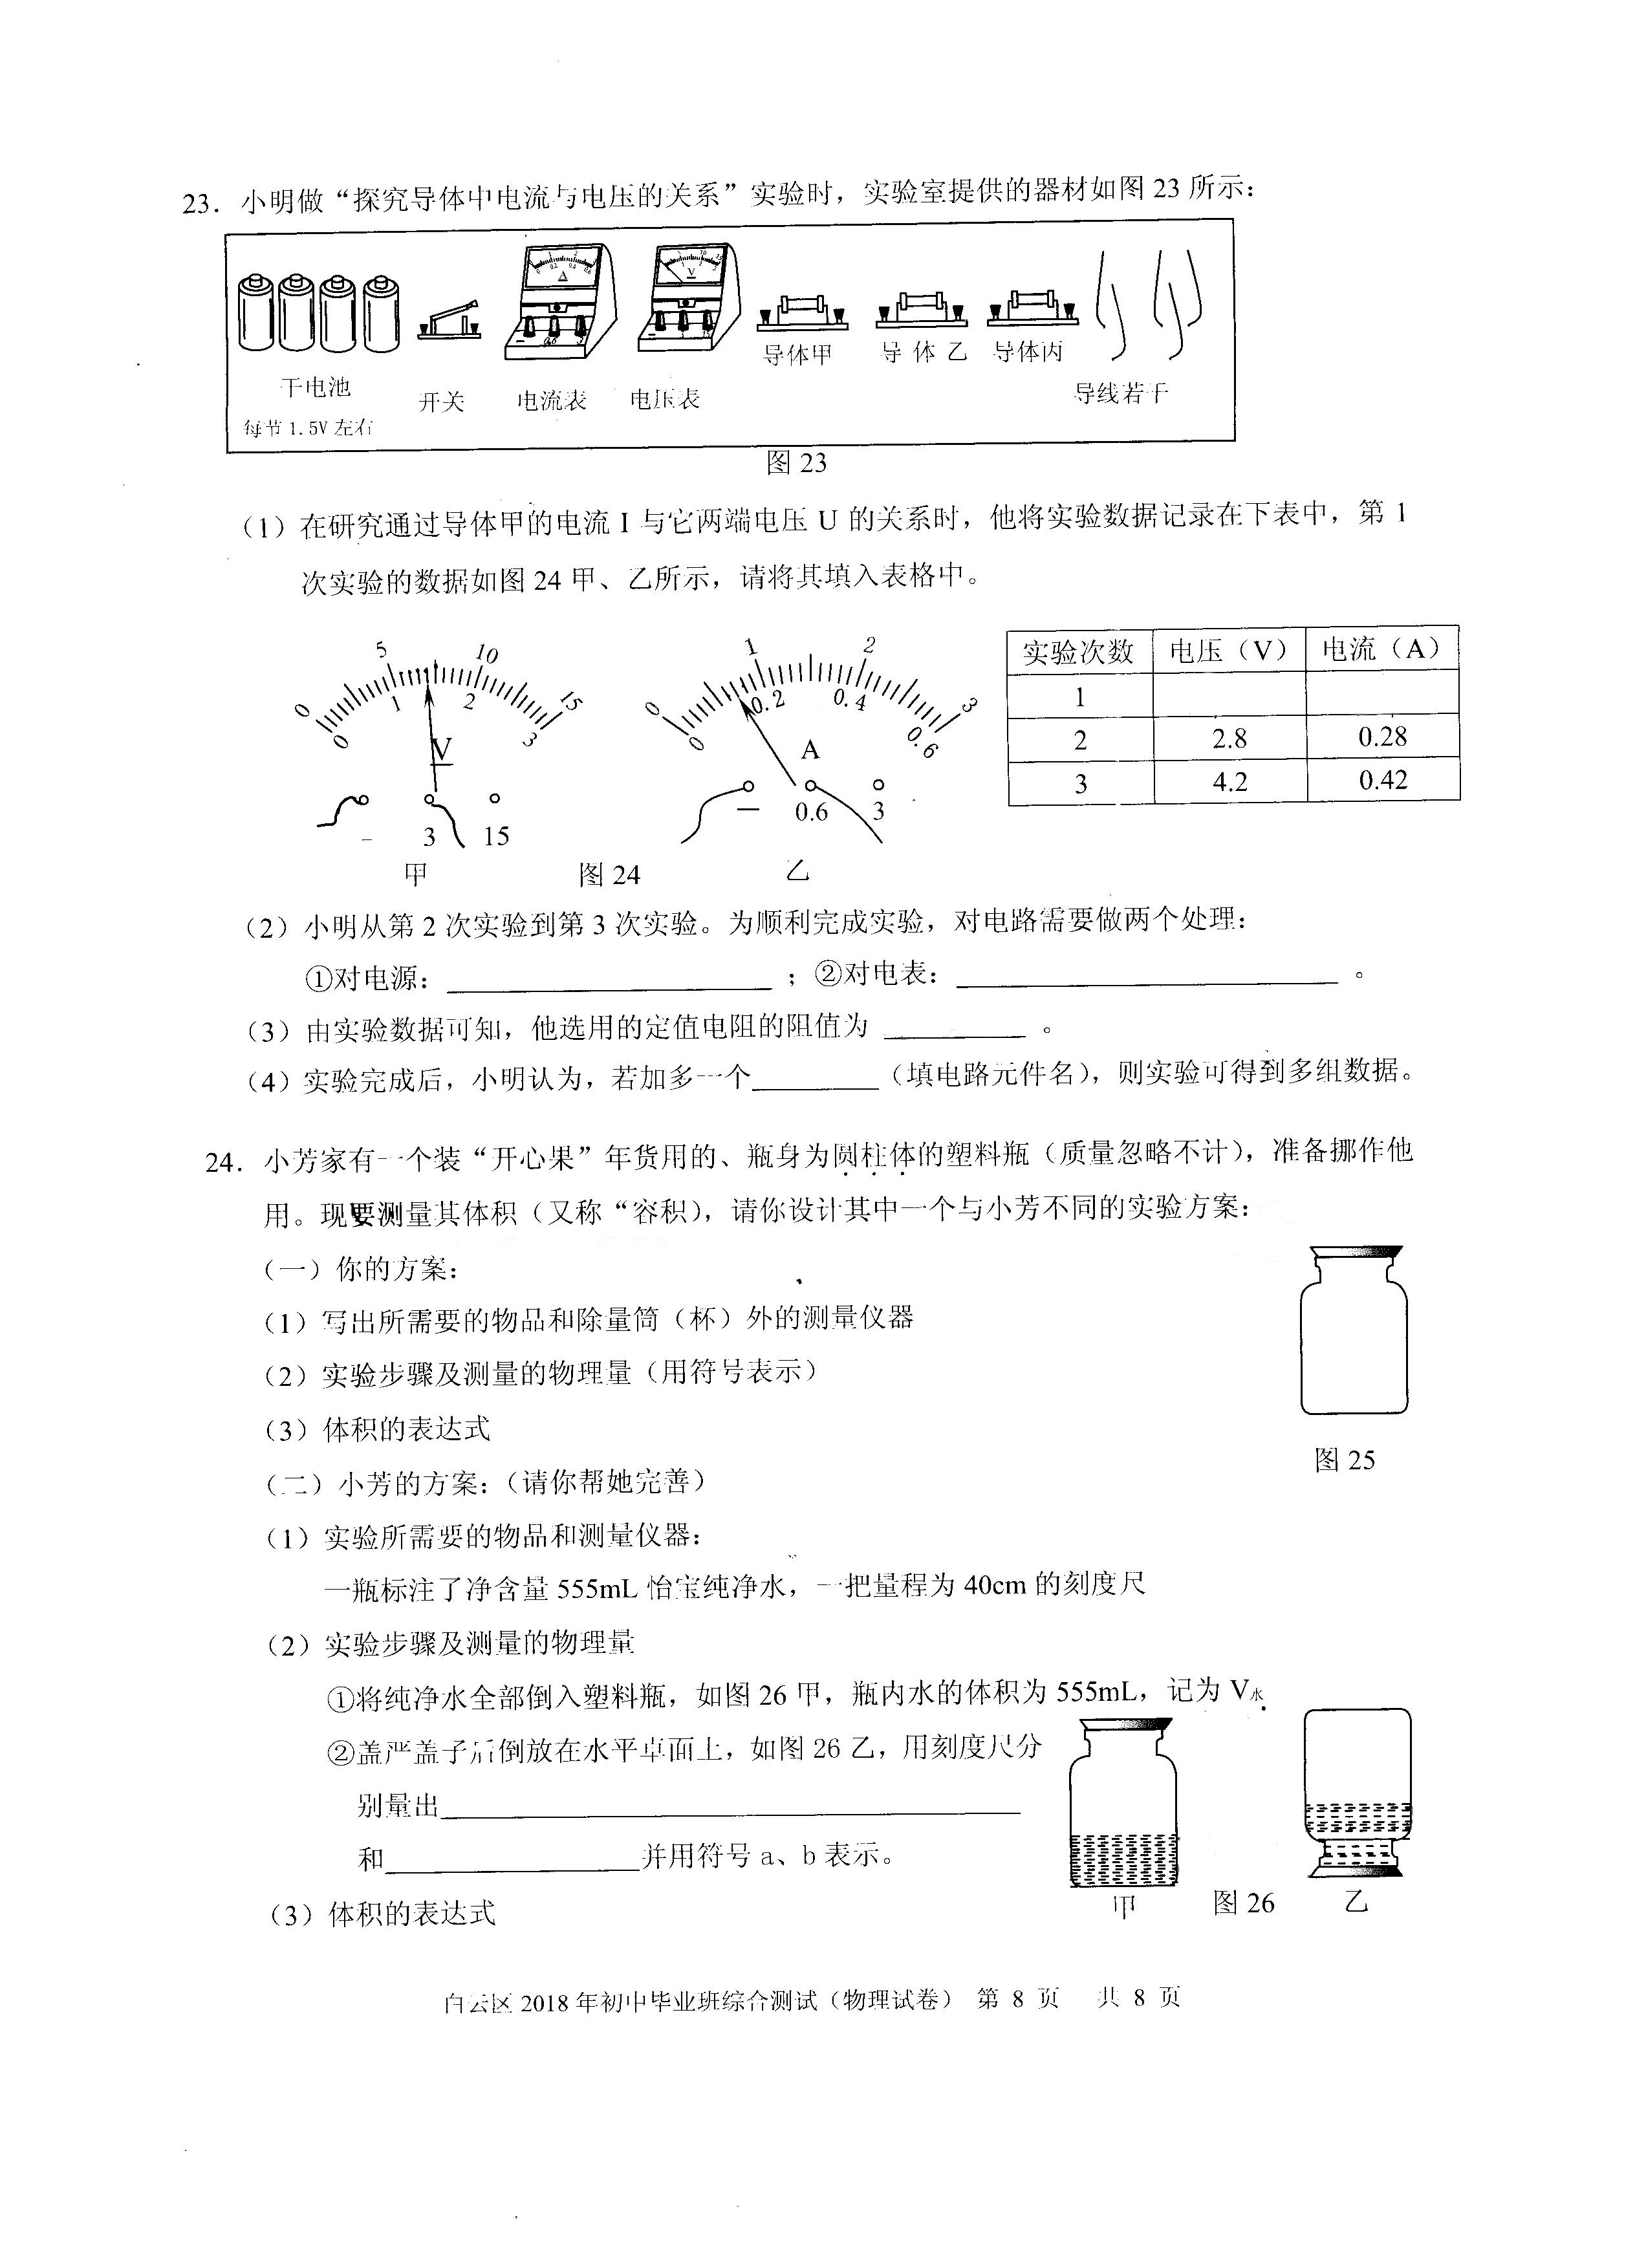 23．小明做“探究导体中电流与电压的关系”实验时，实验室提供的器材如图 23 所示：
干电池
每节 1.5V 左右
开关
电流表
电压表
导体甲
导体乙
导体丙
导线若干
图 23
（1）在研究通过导体甲的电流 I 与它两端电压 U 的关系时，他将实验数据记录在下表中，第 1
次实验的数据如图 24 甲、乙所示，请将其填入表格中。
0 5 10 15
0 1 2 3
V
－ 3 15
甲
0 1 2 3
0 0.2 0.4 0.6
A
－ 0.6 3
乙
图 24
实验次数 电压（V） 电流（A）
1
2 2.8 0.28
3 4.2 0.42
（2）小明从第 2 次实验到第 3 次实验。为顺利完成实验，对电路需要做两个处理：
①对电源：__________；②对电表：__________。
（3）由实验数据可知，他选用的定值电阻的阻值为__________。
（4）实验完成后，小明认为，若加多一个__________（填电路元件名），则实验可得到多组数据。
24．小芳家有一个装“开心果”年货用的、瓶身为圆柱体的塑料瓶（质量忽略不计），准备挪作他
用。现要测量其体积（又称“容积），请你设计其中一个与小芳不同的实验方案：
（一）你的方案：
（1）写出所需要的物品和除量筒（杯）外的测量仪器
（2）实验步骤及测量的物理量（用符号表示）
（3）体积的表达式
图 25
（二）小芳的方案：（请你帮她完善）
（1）实验所需要的物品和测量仪器：
一瓶标注了净含量 555mL 怡宝纯净水，一把量程为 40cm 的刻度尺
（2）实验步骤及测量的物理量
①将纯净水全部倒入塑料瓶，如图 26 甲，瓶内水的体积为 555mL，记为 V水
②盖严盖子后倒放在水平桌面上，如图 26 乙，用刻度尺分
别量出__________
和__________并用符号 a、b 表示。
甲 图 26 乙
（3）体积的表达式
白云区 2018 年初中毕业班综合测试（物理试卷） 第 8 页 共 8 页